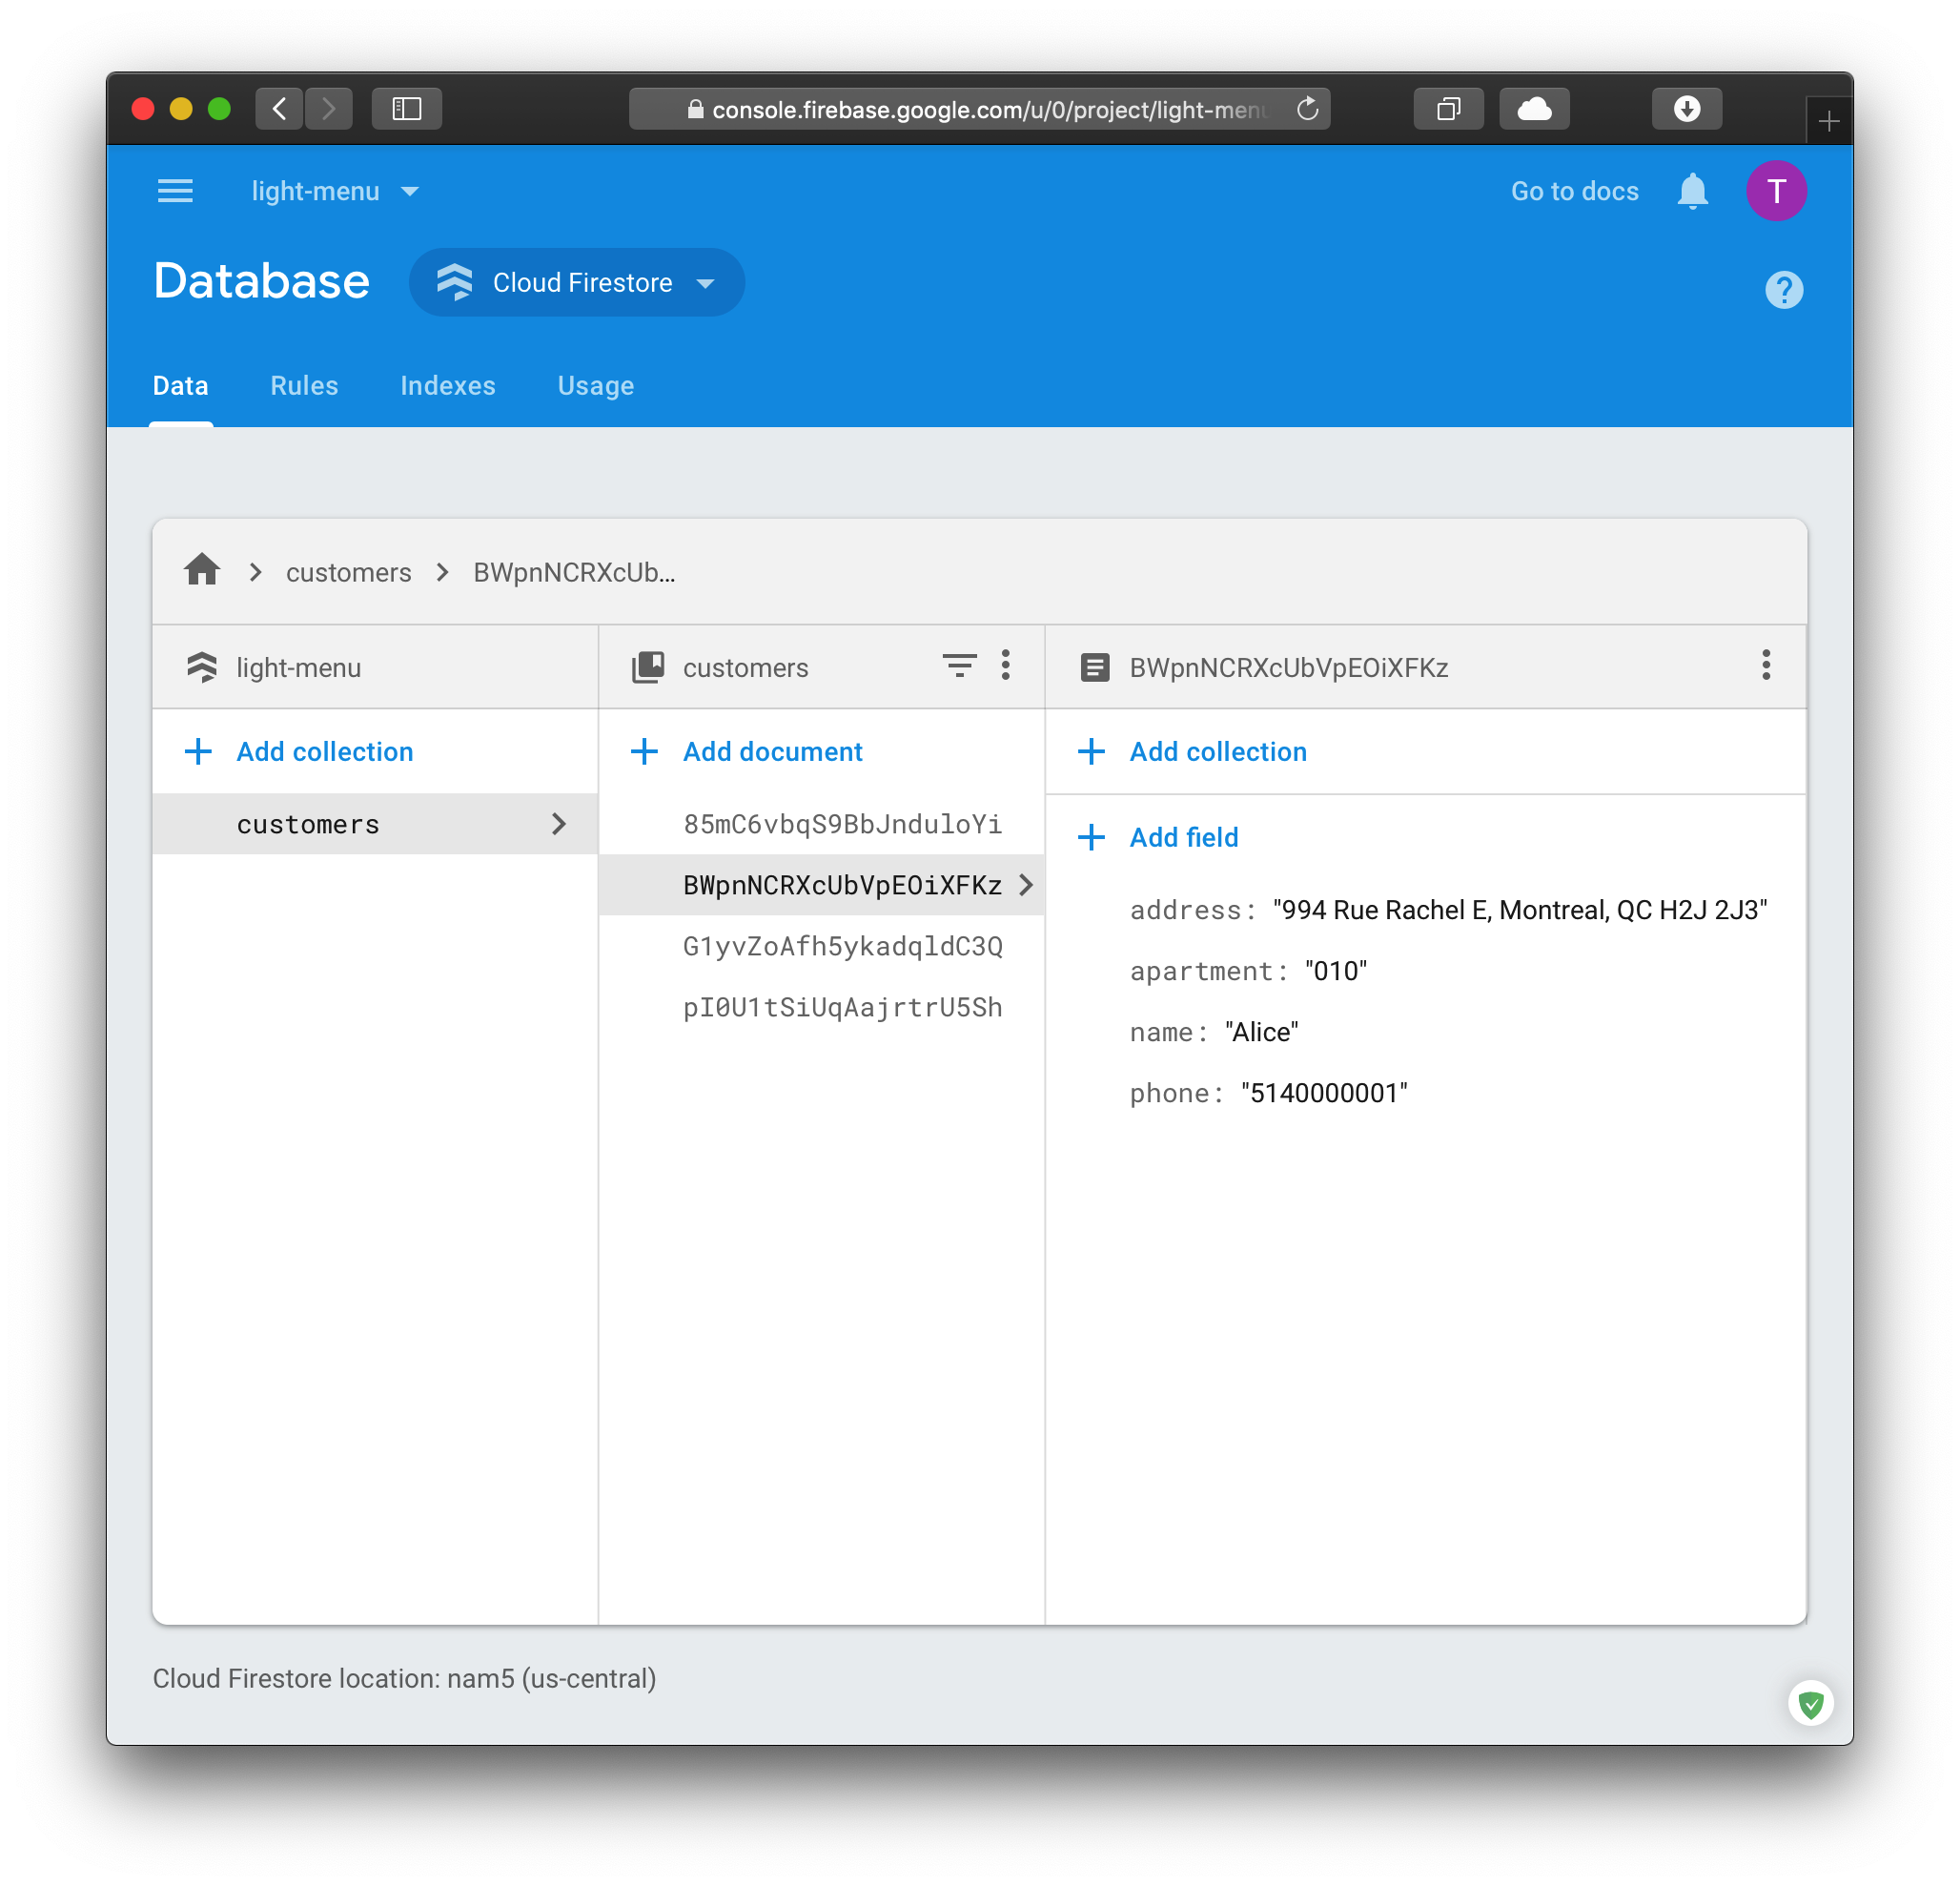 console.firebase.google.com/u/0/project/light-menu
light-menu
Go to docs
T
Database
Cloud Firestore
?
Data Rules Indexes Usage
customers
BWpnNCRXcUb...
light-menu
customers
BWpnNCRXcUbVpEOiXFKz
Add collection
Add document
Add collection
customers
85mC6vbqS9BbJnduloYi
BWpnNCRXcUbVpEOiXFKz
G1yvZoAfh5ykadqldC3Q
pI0U1tSiUqAajrtrU5Sh
Add field
address: "994 Rue Rachel E, Montreal, QC H2J 2J3"
apartment: "010"
name: "Alice"
phone: "5140000001"
Cloud Firestore location: nam5 (us-central)